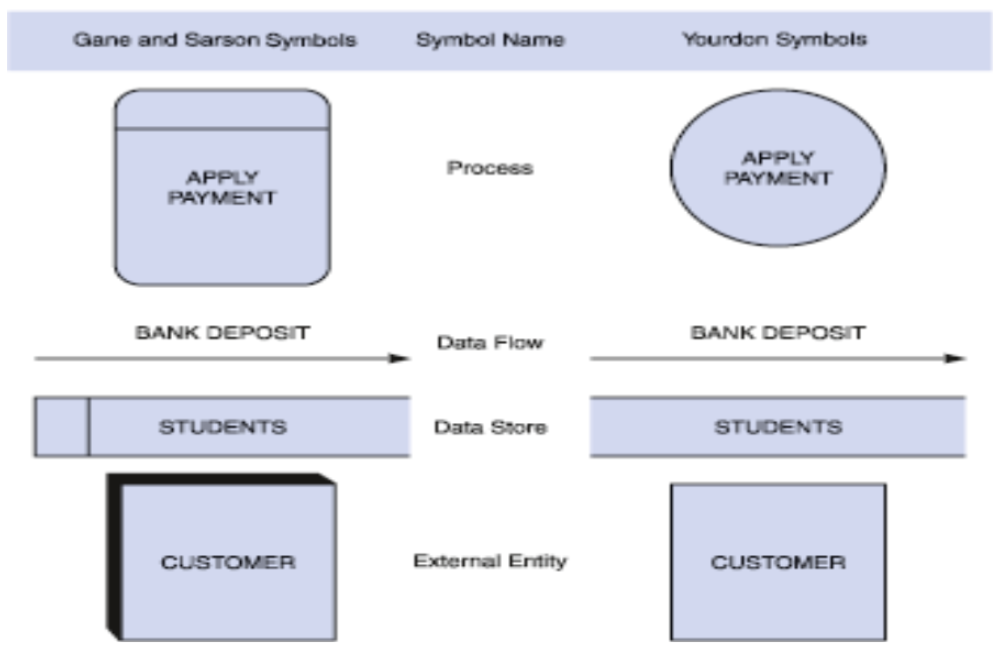 Gane and Sarson Symbols Symbol Name Yourdon Symbols
APPLY
PAYMENT
Process
APPLY
PAYMENT
BANK DEPOSIT
Data Flow
BANK DEPOSIT
STUDENTS
Data Store
STUDENTS
CUSTOMER
External Entity
CUSTOMER